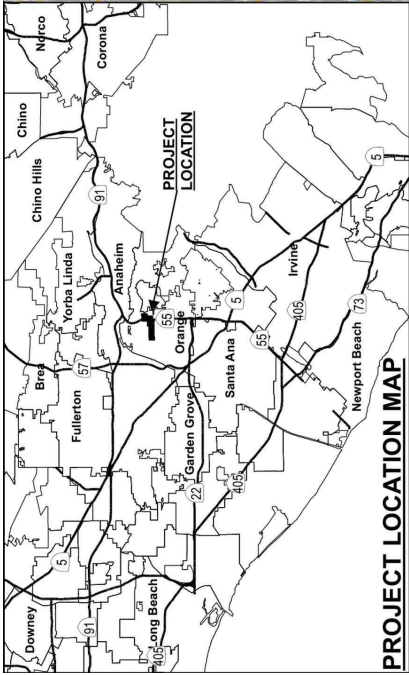 Norco
Corona
Chino
Chino Hills
91
PROJECT
LOCATION
Yorba Linda
Anaheim
Brea
57
Fullerton
55
Orange
5
Irvine
5
Santa Ana
55
405
73
Garden Grove
Newport Beach
22
405
5
Downey
91
Long Beach
405
PROJECT LOCATION MAP